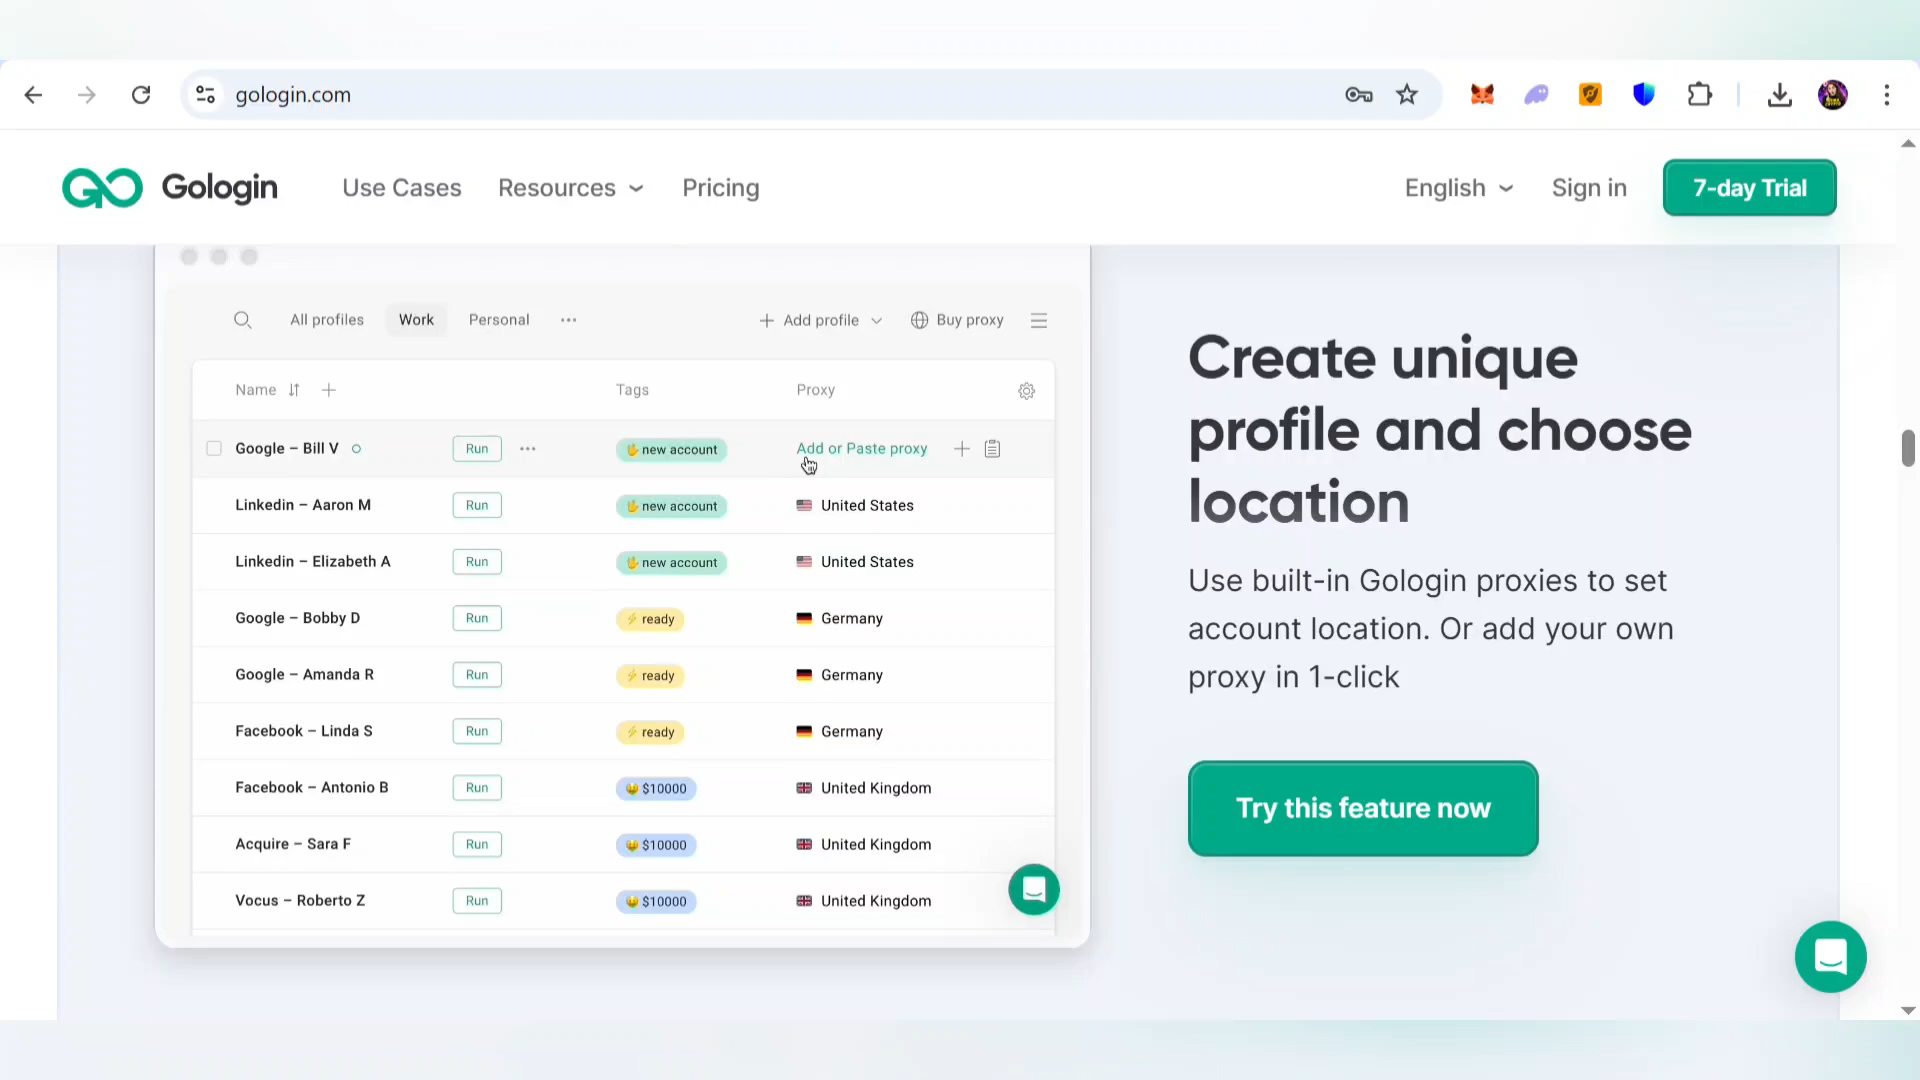 gologin.com
GO Gologin Use Cases Resources Pricing English Sign in 7-day Trial
All profiles Work Personal ··· + Add profile Buy proxy
Name + Tags Proxy
Google – Bill V Run ··· new account Add or Paste proxy +
Linkedin – Aaron M Run new account United States
Linkedin – Elizabeth A Run new account United States
Google – Bobby D Run ready Germany
Google – Amanda R Run ready Germany
Facebook – Linda S Run ready Germany
Facebook – Antonio B Run $10000 United Kingdom
Acquire – Sara F Run $10000 United Kingdom
Vocus – Roberto Z Run $10000 United Kingdom
Create unique
profile and choose
location
Use built-in Gologin proxies to set
account location. Or add your own
proxy in 1-click
Try this feature now